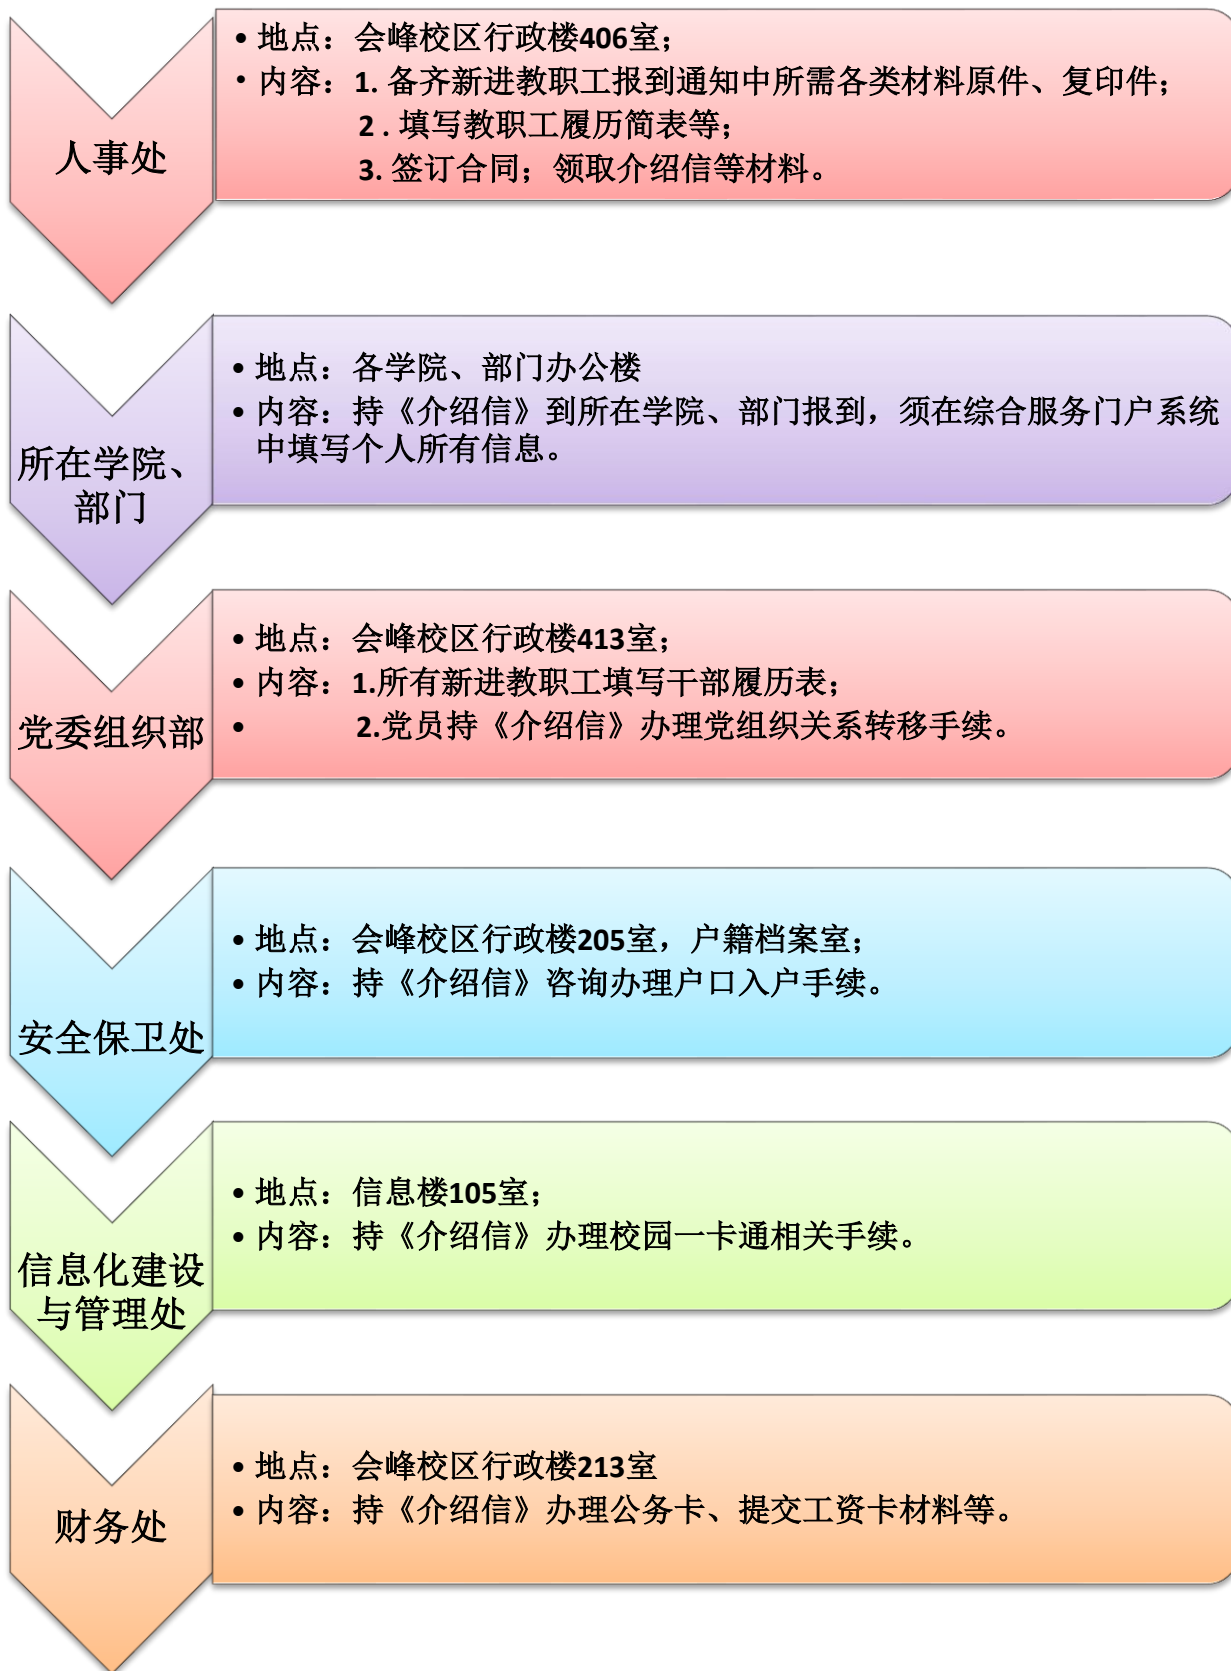 人事处
• 地点：会峰校区行政楼406室；
• 内容：1. 备齐新进教职工报到通知中所需各类材料原件、复印件；
2 . 填写教职工履历简表等；
3. 签订合同；领取介绍信等材料。
所在学院、
部门
• 地点：各学院、部门办公楼
• 内容：持《介绍信》到所在学院、部门报到，须在综合服务门户系统
中填写个人所有信息。
党委组织部
• 地点：会峰校区行政楼413室；
• 内容：1.所有新进教职工填写干部履历表；
• 2.党员持《介绍信》办理党组织关系转移手续。
安全保卫处
• 地点：会峰校区行政楼205室，户籍档案室；
• 内容：持《介绍信》咨询办理户口入户手续。
信息化建设
与管理处
• 地点：信息楼105室；
• 内容：持《介绍信》办理校园一卡通相关手续。
财务处
• 地点：会峰校区行政楼213室
• 内容：持《介绍信》办理公务卡、提交工资卡材料等。